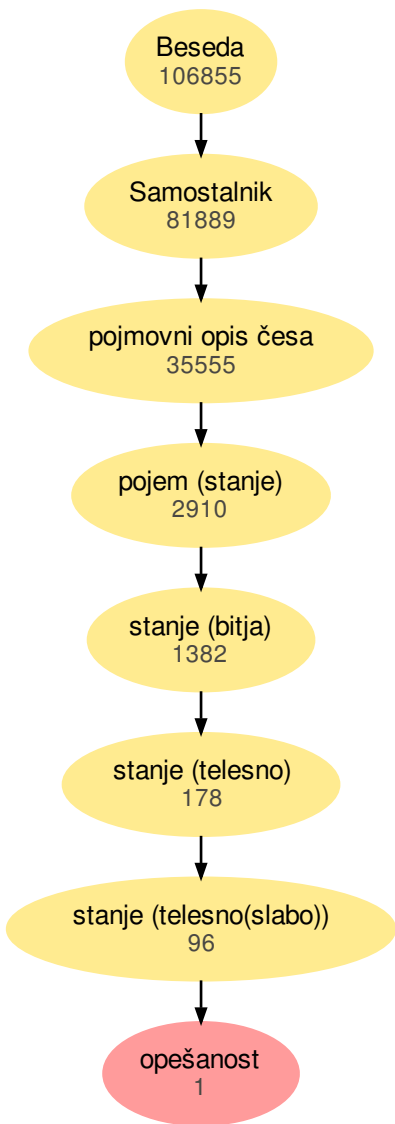 Beseda
106855
Samostalnik
81889
pojmovni opis česa
35555
pojem (stanje)
2910
stanje (bitja)
1382
stanje (telesno)
178
stanje (telesno(slabo))
96
opešanost
1